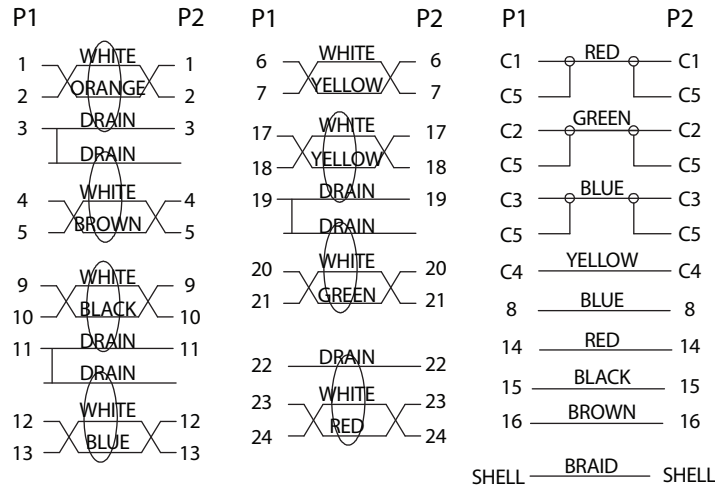 P1 P2
1 WHITE 1
2 ORANGE 2
3 DRAIN 3
DRAIN
4 WHITE 4
5 BROWN 5
9 WHITE 9
10 BLACK 10
11 DRAIN 11
DRAIN
12 WHITE 12
13 BLUE 13
P1 P2
6 WHITE 6
7 YELLOW 7
17 WHITE 17
18 YELLOW 18
19 DRAIN 19
DRAIN
20 WHITE 20
21 GREEN 21
22 DRAIN 22
23 WHITE 23
24 RED 24
P1 P2
C1 RED C1
C5 C5
C2 GREEN C2
C5 C5
C3 BLUE C3
C5 C5
C4 YELLOW C4
8 BLUE 8
14 RED 14
15 BLACK 15
16 BROWN 16
SHELL BRAID SHELL